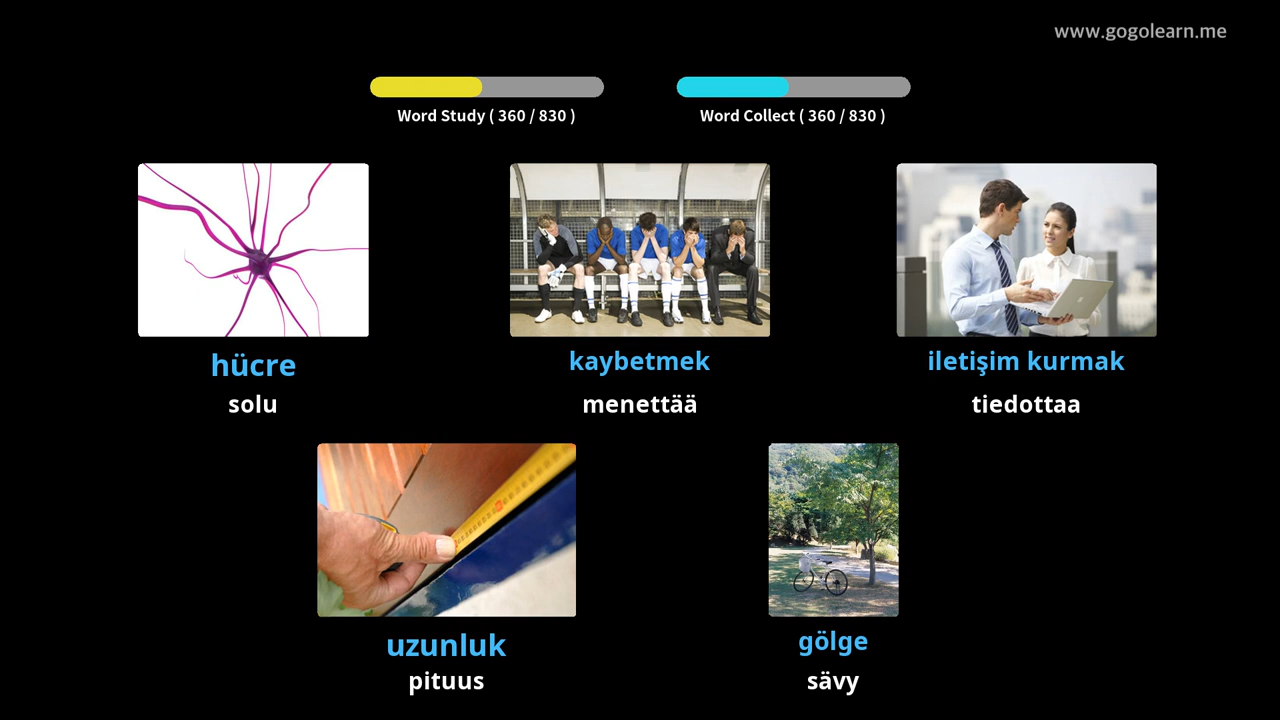 www.gogolearn.me
Word Study ( 360 / 830 )
Word Collect ( 360 / 830 )
hücre
solu
kaybetmek
menettää
iletişim kurmak
tiedottaa
uzunluk
pituus
gölge
sävy